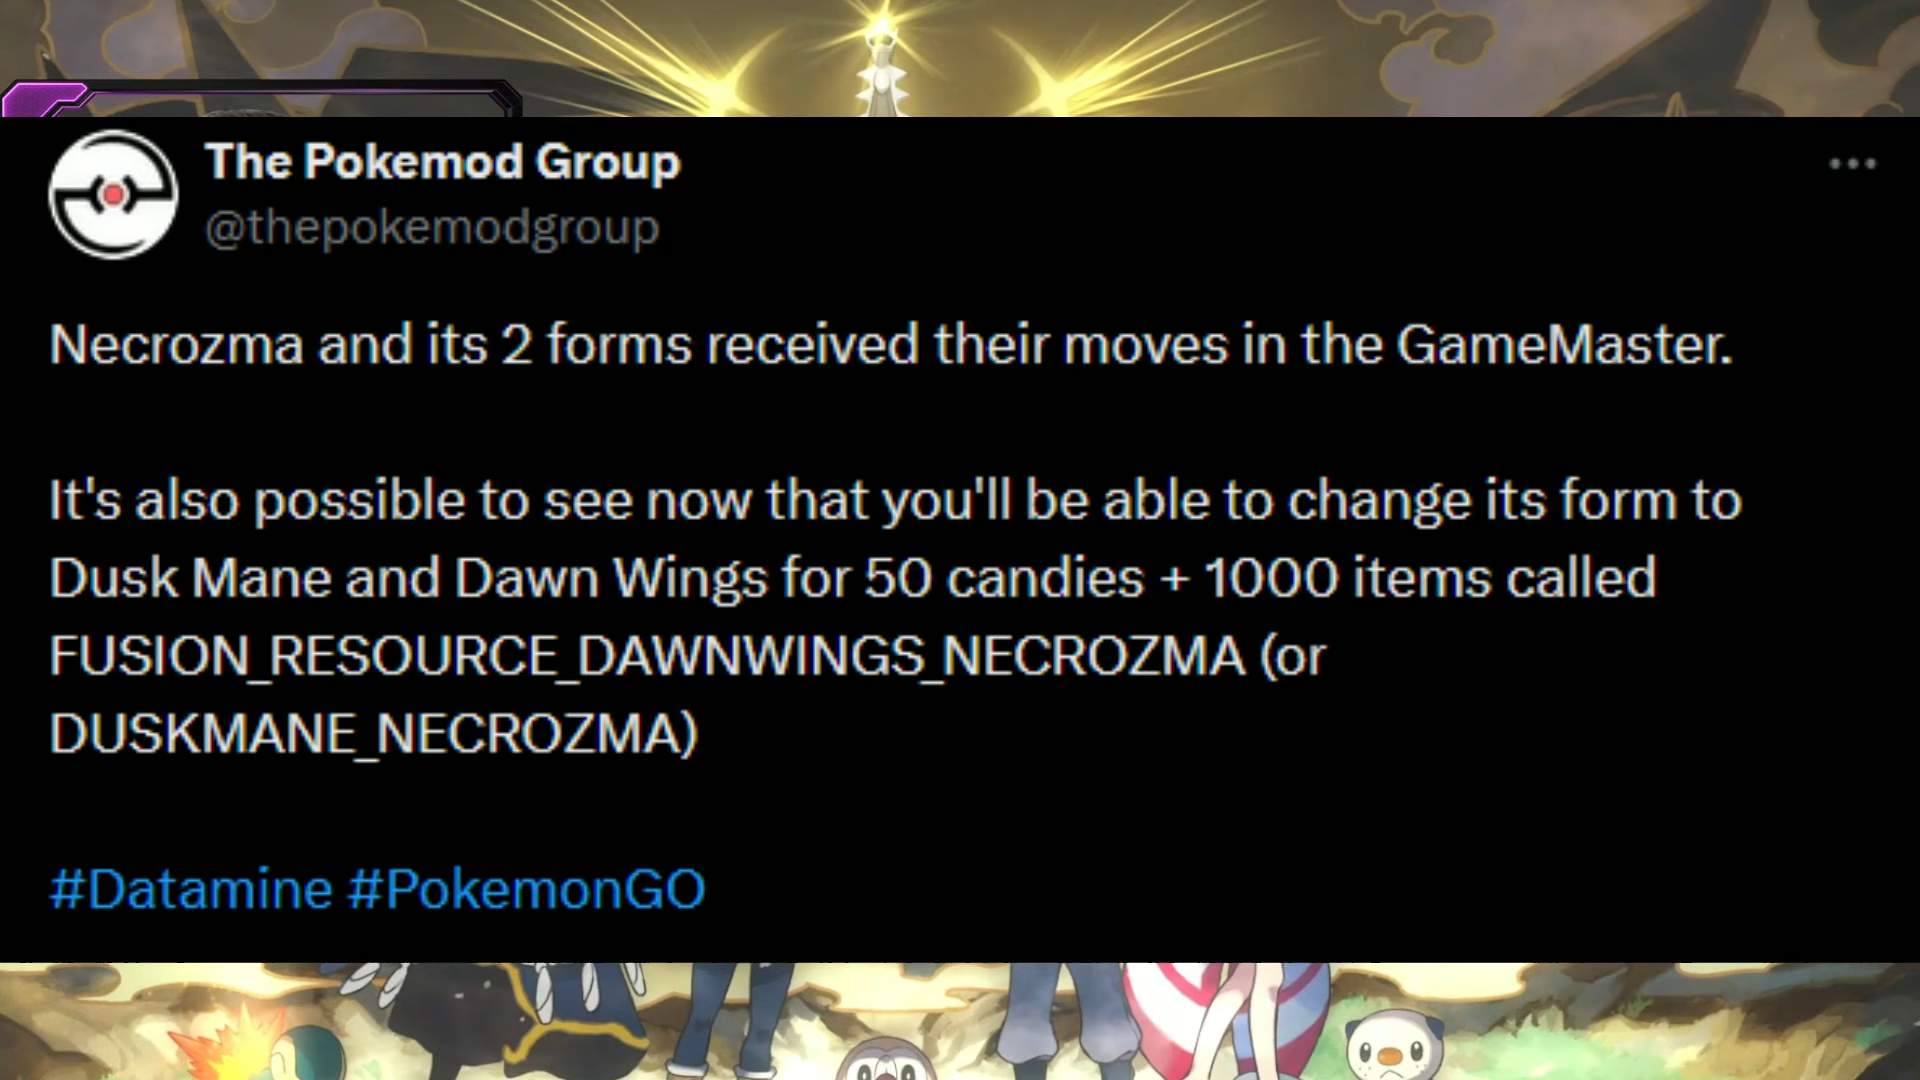 The Pokemod Group
@thepokemodgroup
Necrozma and its 2 forms received their moves in the GameMaster.
It's also possible to see now that you'll be able to change its form to
Dusk Mane and Dawn Wings for 50 candies + 1000 items called
FUSION_RESOURCE_DAWNWINGS_NECROZMA (or
DUSKMANE_NECROZMA)
#Datamine #PokemonGO